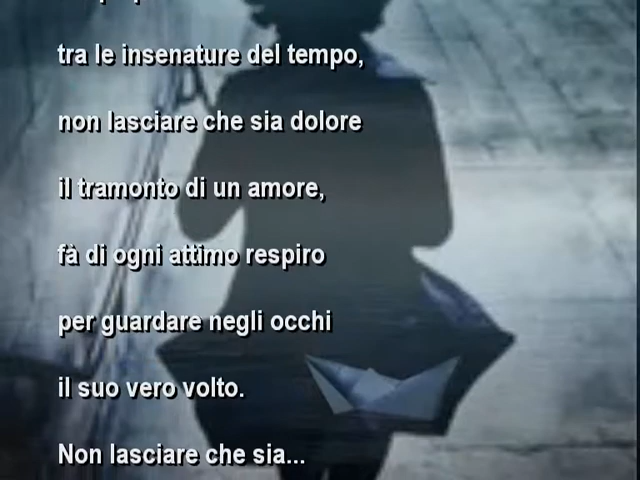 tra le insenature del tempo,
non lasciare che sia dolore
il tramonto di un amore,
fà di ogni attimo respiro
per guardare negli occhi
il suo vero volto.
Non lasciare che sia...